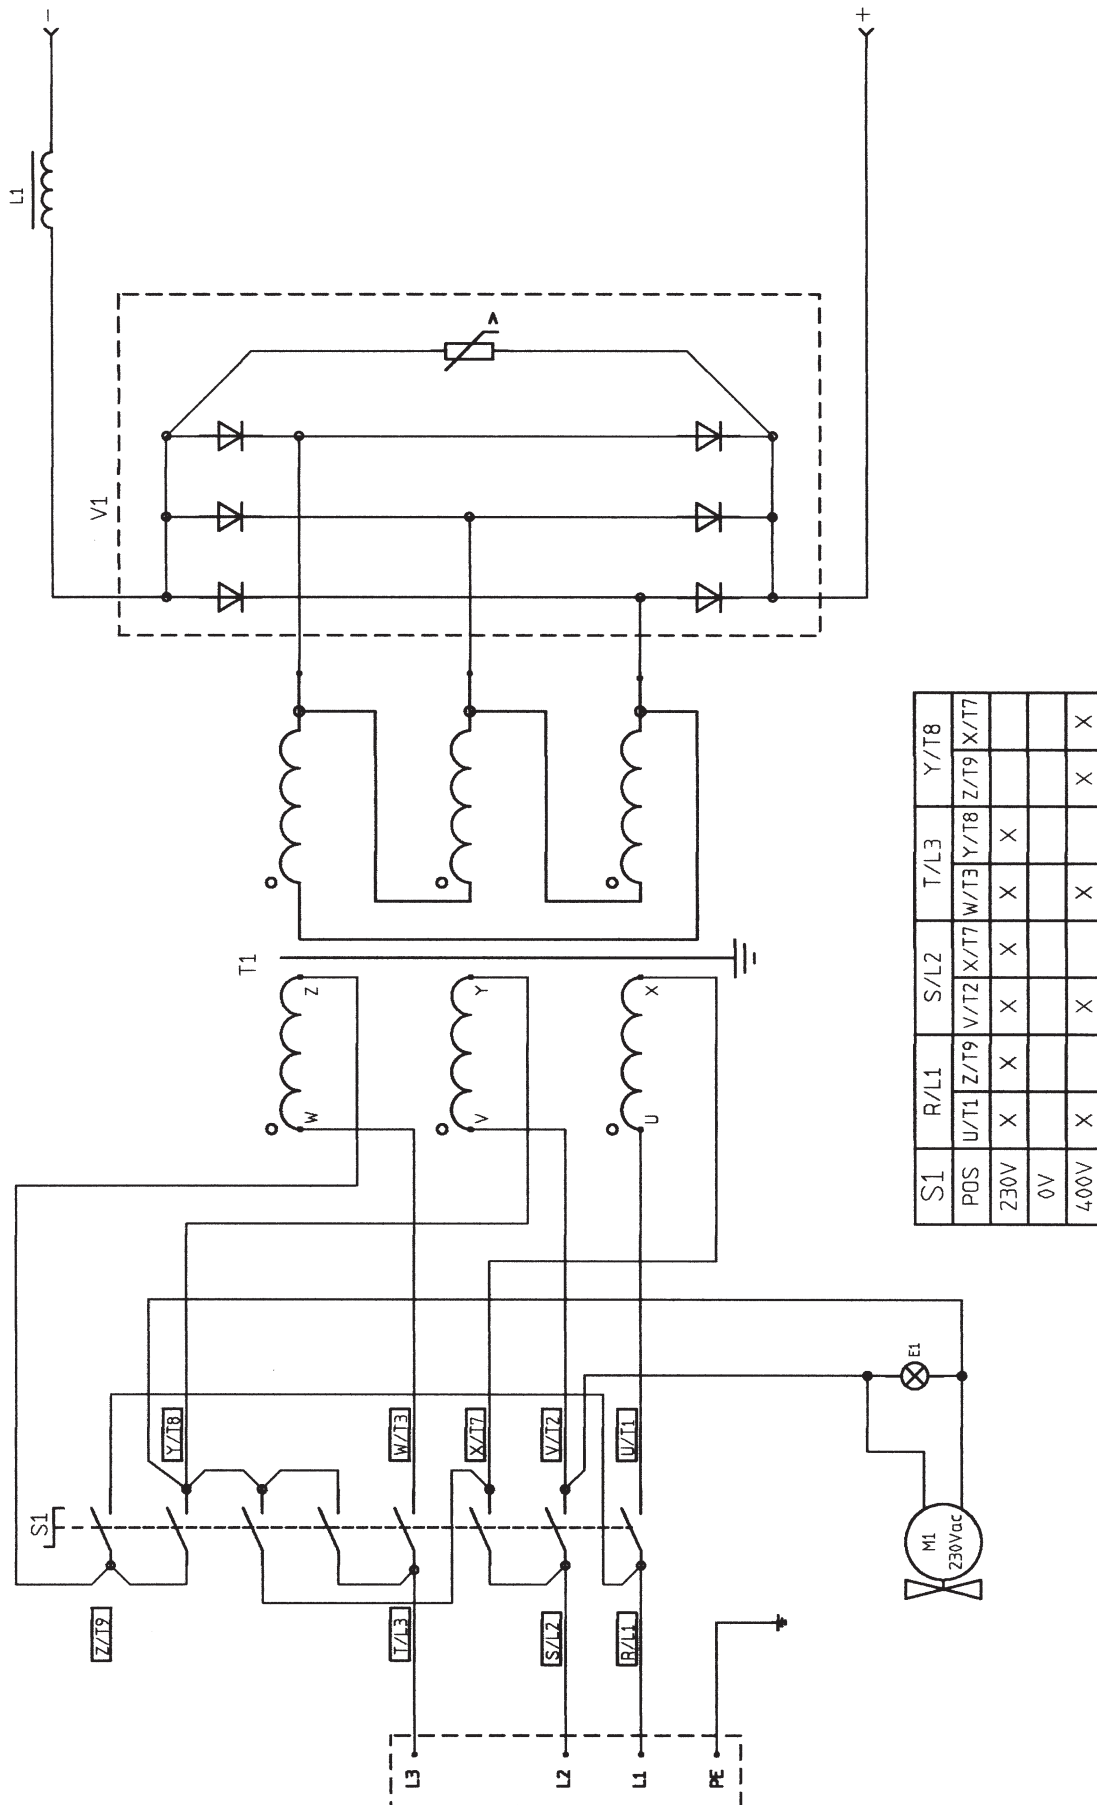 -
+
L1
V1
T1
Z
Y
X
W
V
U
S1
Y/T8
W/T3
X/T7
V/T2
U/T1
E1
Z/T9
T/L3
S/L2
R/L1
M1
230Vac
L3
L2
L1
PE
S1 R/L1 S/L2 T/L3 Y/T8
POS U/T1 Z/T9 V/T2 X/T7 W/T3 Y/T8 Z/T9 X/T7
230V X X X X X X
0V
400V X X X X X